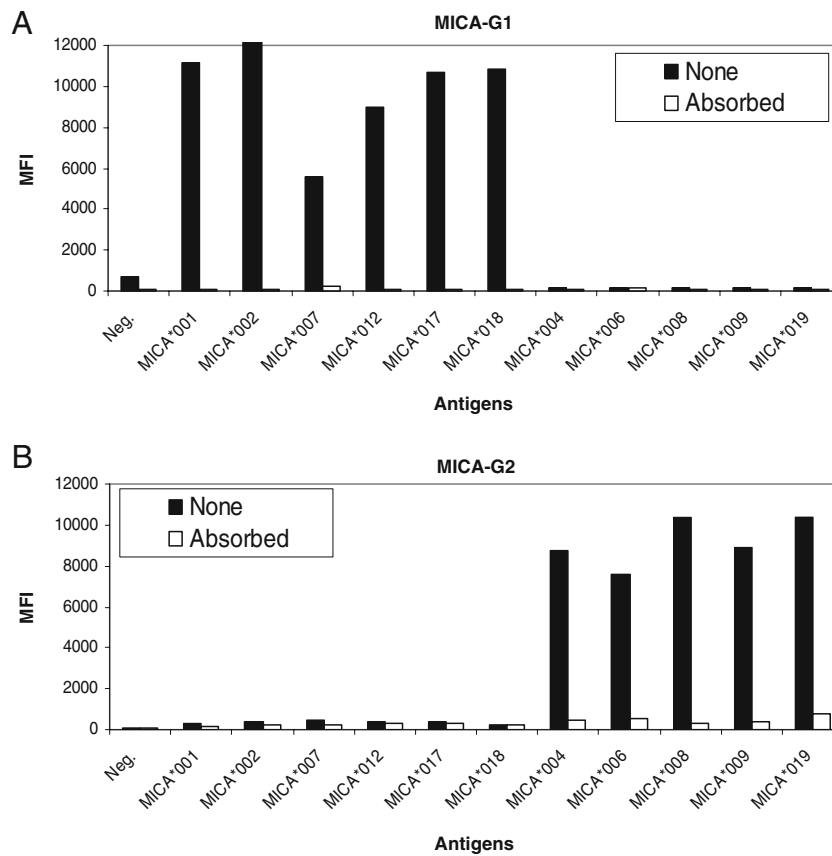 A
MICA-G1
12000
10000
8000
6000
4000
2000
0
MFI
None
Absorbed
Neg.
MICA*001
MICA*002
MICA*007
MICA*012
MICA*017
MICA*018
MICA*004
MICA*006
MICA*008
MICA*009
MICA*019
Antigens
B
MICA-G2
12000
10000
8000
6000
4000
2000
0
MFI
None
Absorbed
Neg.
MICA*001
MICA*002
MICA*007
MICA*012
MICA*017
MICA*018
MICA*004
MICA*006
MICA*008
MICA*009
MICA*019
Antigens